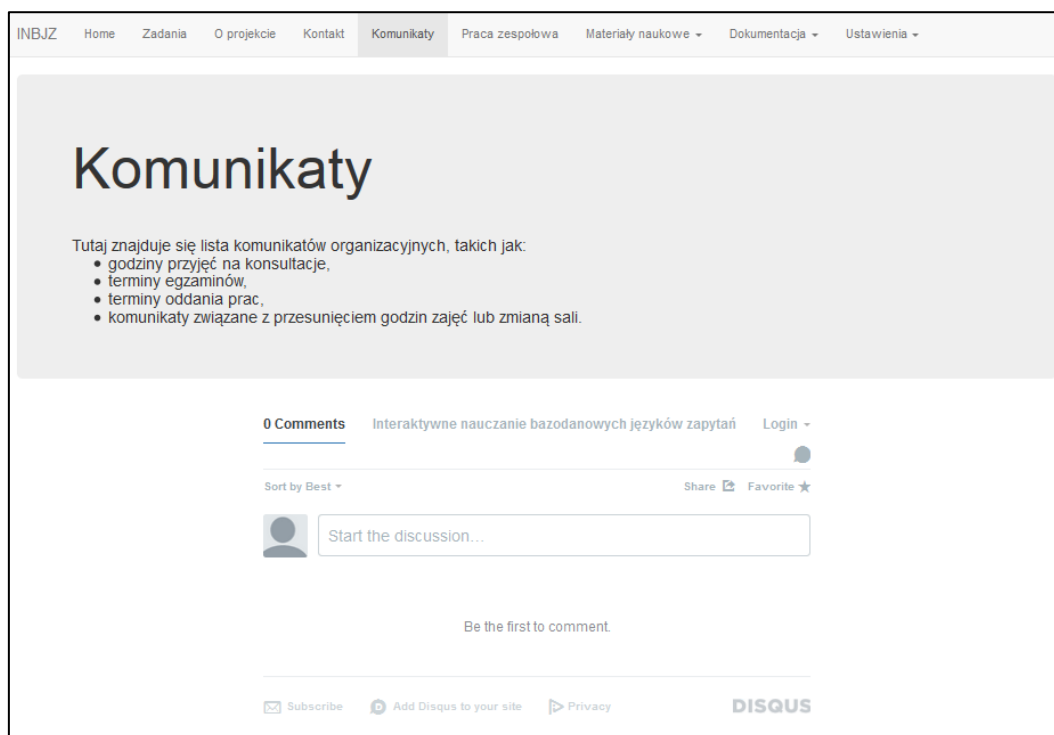 INBJZ Home Zadania O projekcie Kontakt Komunikaty Praca zespołowa Materiały naukowe Dokumentacja Ustawienia
Komunikaty
Tutaj znajduje się lista komunikatów organizacyjnych, takich jak:
• godziny przyjęć na konsultacje,
• terminy egzaminów,
• terminy oddania prac,
• komunikaty związane z przesunięciem godzin zajęć lub zmianą sali.
0 Comments Interaktywne nauczanie bazodanowych języków zapytań Login
Sort by Best Share Favorite
Start the discussion...
Be the first to comment.
Subscribe Add Disqus to your site Privacy DISQUS